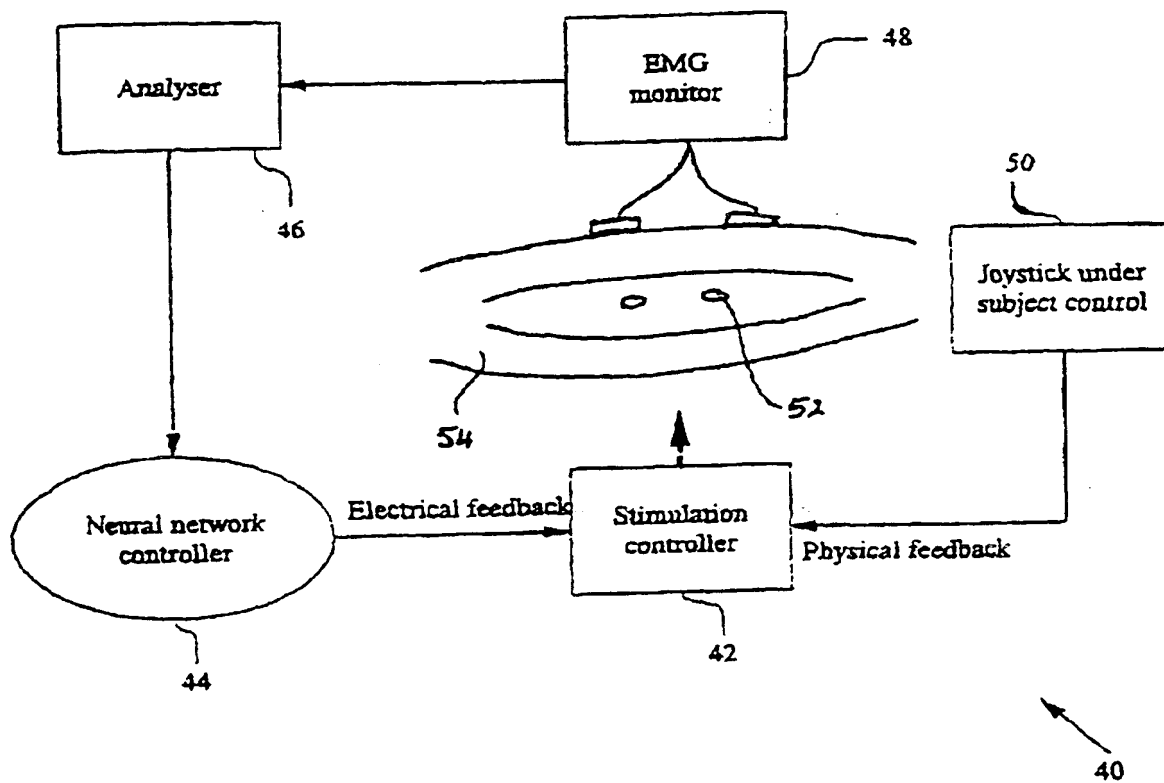 48
Analyser
EMG
monitor
50
46
Joystick under
subject control
54
52
Neural network
controller
Electrical feedback
Stimulation
controller
Physical feedback
44
42
40